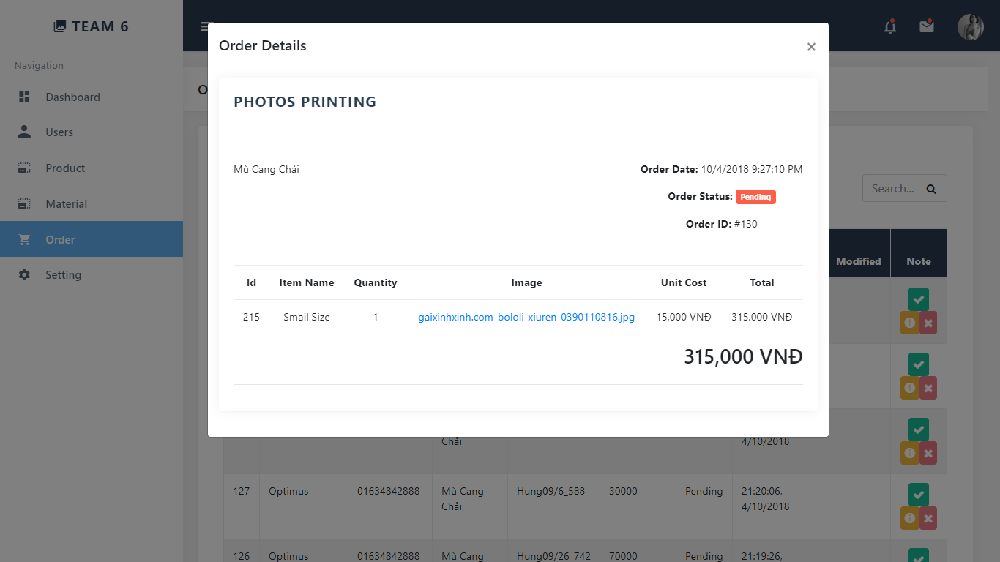 TEAM 6
Navigation
Dashboard
Users
Product
Material
Order
Setting
Order Details
×
PHOTOS PRINTING
Mù Cang Chải
Order Date: 10/4/2018 9:27:10 PM
Order Status: Pending
Order ID: #130
Id Item Name Quantity Image Unit Cost Total
215 Smail Size 1 gaixinhxinh.com-bololi-xiuren-0390110816.jpg 15,000 VNĐ 315,000 VNĐ
315,000 VNĐ
O
Search...
Modified Note
Chải 4/10/2018
127 Optimus 01634842888 Mù Cang Hung09/6_588 30000 Pending 21:20:06,
Chải 4/10/2018
126 Optimus 01634842888 Mù Cang Hung09/26_742 70000 Pending 21:19:26,